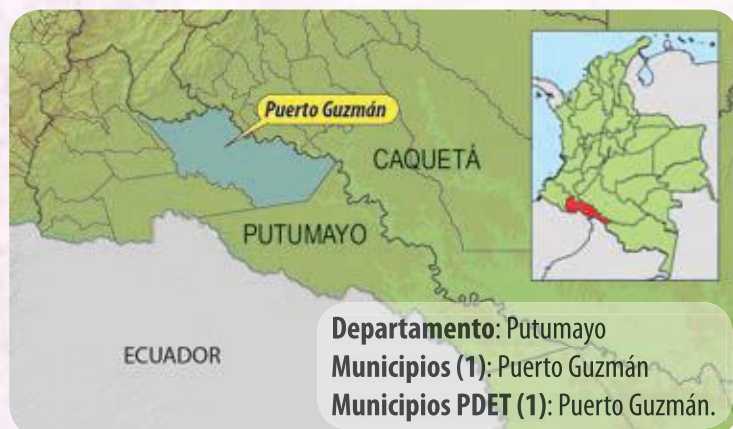 Puerto Guzmán
CAQUETÁ
PUTUMAYO
ECUADOR
Departamento: Putumayo
Municipios (1): Puerto Guzmán
Municipios PDET (1): Puerto Guzmán.